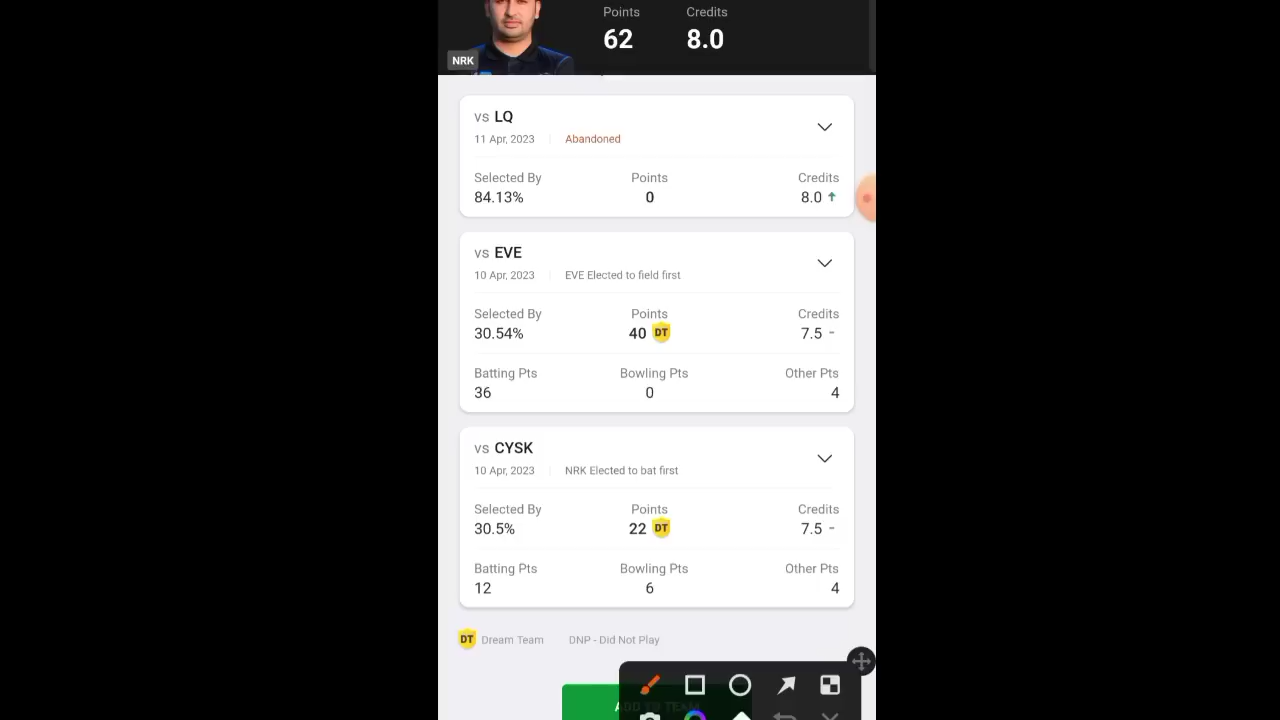 Points Credits
62 8.0
NRK
vs LQ
11 Apr, 2023 Abandoned
Selected By Points Credits
84.13% 0 8.0
vs EVE
10 Apr, 2023 EVE Elected to field first
Selected By Points Credits
30.54% 40 DT 7.5 -
Batting Pts Bowling Pts Other Pts
36 0 4
vs CYSK
10 Apr, 2023 NRK Elected to bat first
Selected By Points Credits
30.5% 22 DT 7.5 -
Batting Pts Bowling Pts Other Pts
12 6 4
DT Dream Team DNP - Did Not Play
ADD TO TEAM